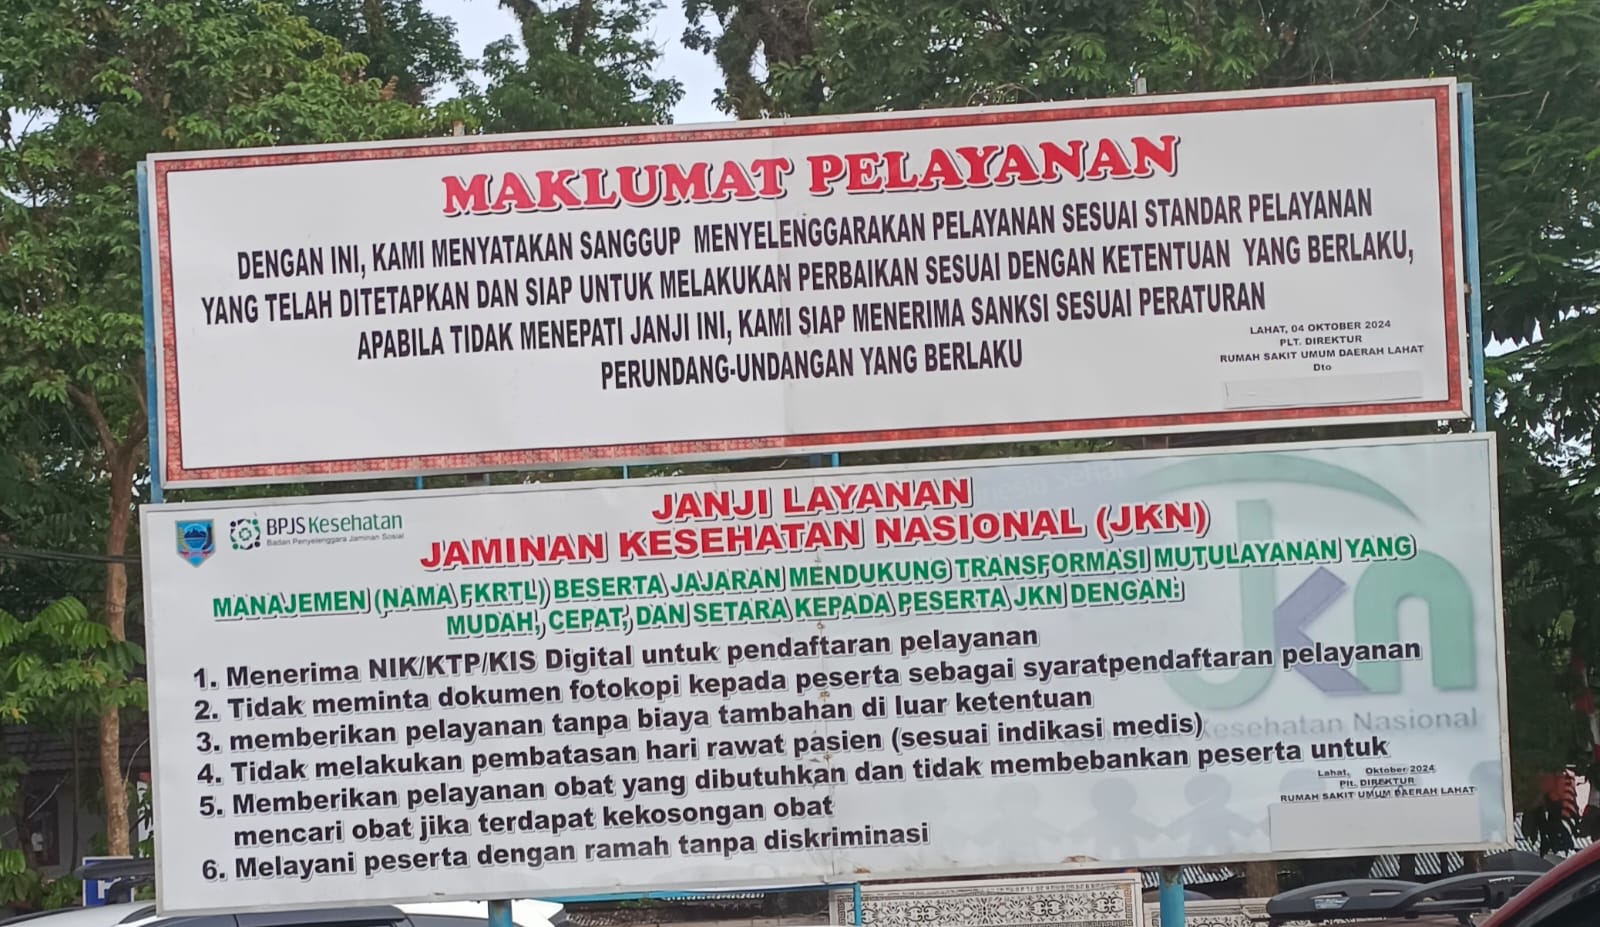 MAKLUMAT PELAYANAN
DENGAN INI, KAMI MENYATAKAN SANGGUP MENYELENGGARAKAN PELAYANAN SESUAI STANDAR PELAYANAN
YANG TELAH DITETAPKAN DAN SIAP UNTUK MELAKUKAN PERBAIKAN SESUAI DENGAN KETENTUAN YANG BERLAKU,
APABILA TIDAK MENEPATI JANJI INI, KAMI SIAP MENERIMA SANKSI SESUAI PERATURAN
PERUNDANG-UNDANGAN YANG BERLAKU
LAHAT, 04 OKTOBER 2024
PLT. DIREKTUR
RUMAH SAKIT UMUM DAERAH LAHAT
Dto
BPJS Kesehatan
Badan Penyelenggara Jaminan Sosial
JANJI LAYANAN
JAMINAN KESEHATAN NASIONAL (JKN)
MANAJEMEN (NAMA FKRTL) BESERTA JAJARAN MENDUKUNG TRANSFORMASI MUTULAYANAN YANG
MUDAH, CEPAT, DAN SETARA KEPADA PESERTA JKN DENGAN:
1. Menerima NIK/KTP/KIS Digital untuk pendaftaran pelayanan
2. Tidak meminta dokumen fotokopi kepada peserta sebagai syaratpendaftaran pelayanan
3. memberikan pelayanan tanpa biaya tambahan di luar ketentuan
4. Tidak melakukan pembatasan hari rawat pasien (sesuai indikasi medis)
5. Memberikan pelayanan obat yang dibutuhkan dan tidak membebankan peserta untuk
mencari obat jika terdapat kekosongan obat
6. Melayani peserta dengan ramah tanpa diskriminasi
JKN
Kesehatan Nasional
Lahat, Oktober 2024
Plt. DIREKTUR
RUMAH SAKIT UMUM DAERAH LAHAT